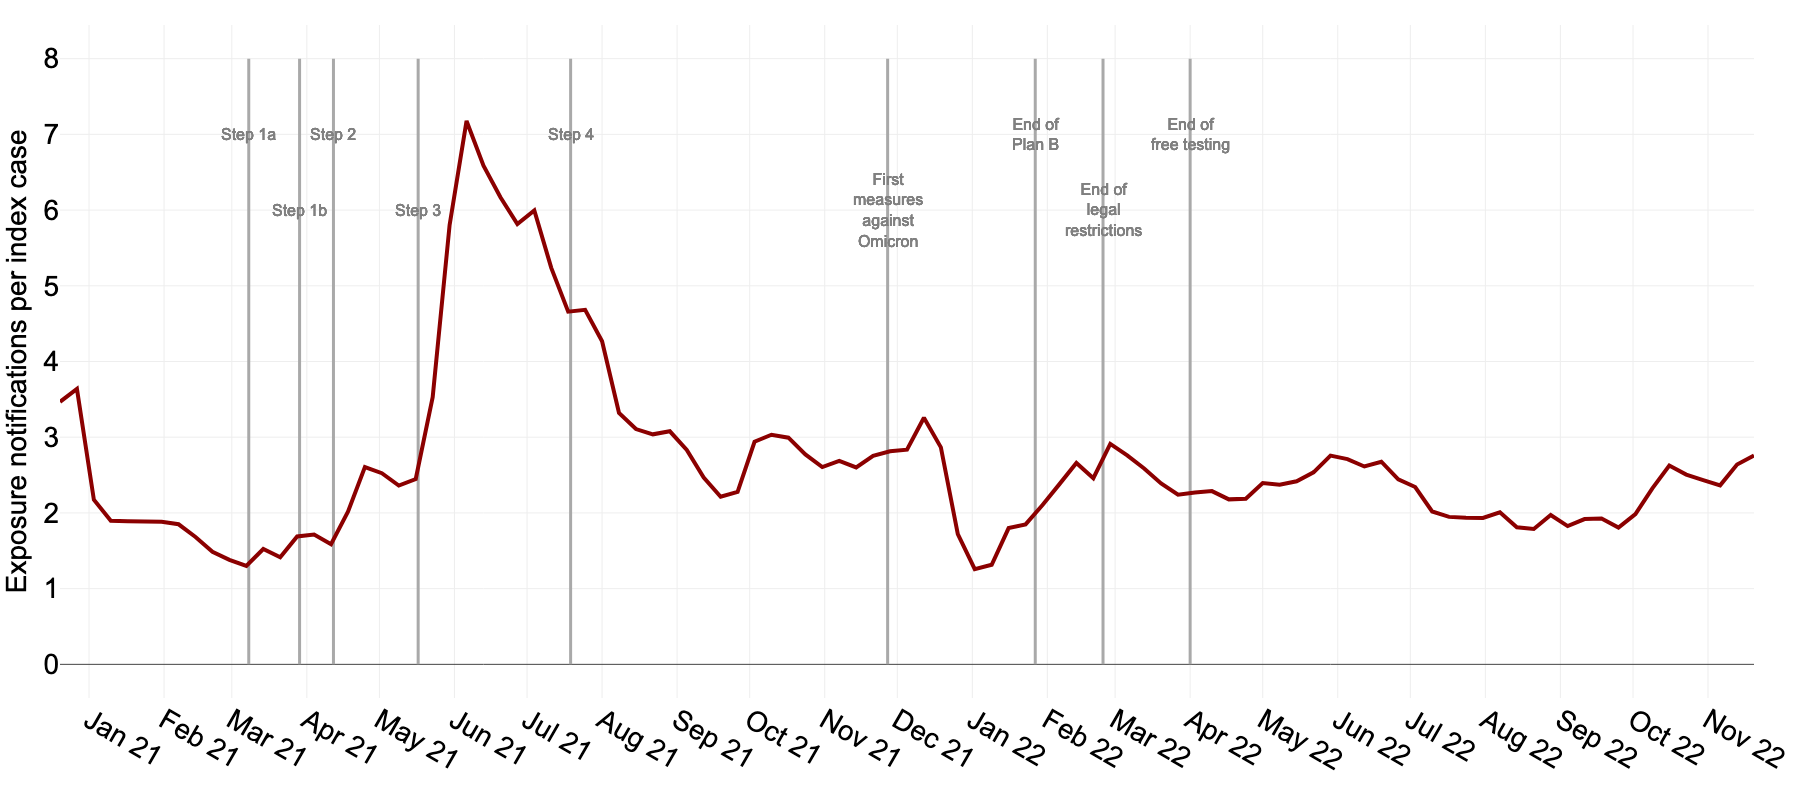 Exposure notifications per index case
8
7
6
5
4
3
2
1
0
Step 1a
Step 1b
Step 2
Step 3
Step 4
First
measures
against
Omicron
End of
Plan B
End of
legal
restrictions
End of
free testing
Jan 21
Feb 21
Mar 21
Apr 21
May 21
Jun 21
Jul 21
Aug 21
Sep 21
Oct 21
Nov 21
Dec 21
Jan 22
Feb 22
Mar 22
Apr 22
May 22
Jun 22
Jul 22
Aug 22
Sep 22
Oct 22
Nov 22